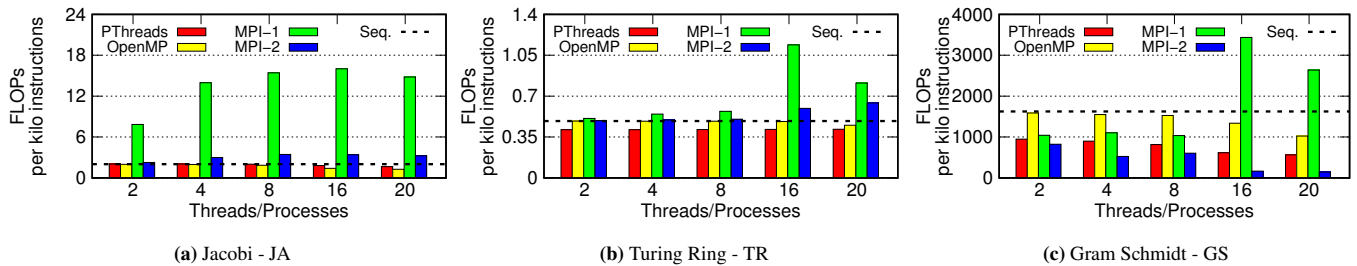 24
18
12
6
0
FLOPs
per kilo instructions
PThreads
OpenMP
MPI−1
MPI−2
Seq.
2 4 8 16 20
Threads/Processes
(a) Jacobi - JA
1.4
1.05
0.7
0.35
0
FLOPs
per kilo instructions
PThreads
OpenMP
MPI−1
MPI−2
Seq.
2 4 8 16 20
Threads/Processes
(b) Turing Ring - TR
4000
3000
2000
1000
0
FLOPs
per kilo instructions
PThreads
OpenMP
MPI−1
MPI−2
Seq.
2 4 8 16 20
Threads/Processes
(c) Gram Schmidt - GS